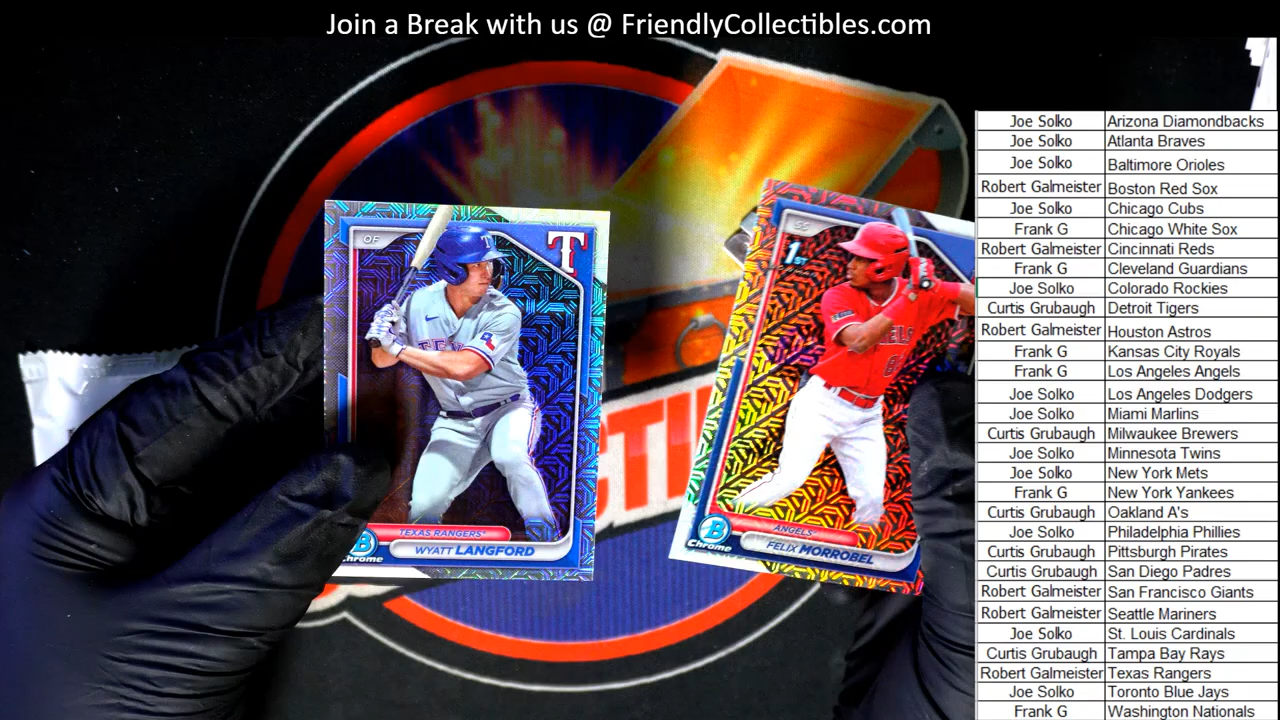 Join a Break with us @ FriendlyCollectibles.com
Joe Solko Arizona Diamondbacks
Joe Solko Atlanta Braves
Joe Solko Baltimore Orioles
Robert Galmeister Boston Red Sox
Joe Solko Chicago Cubs
Frank G Chicago White Sox
Robert Galmeister Cincinnati Reds
Frank G Cleveland Guardians
Joe Solko Colorado Rockies
Curtis Grubaugh Detroit Tigers
Robert Galmeister Houston Astros
Frank G Kansas City Royals
Frank G Los Angeles Angels
Joe Solko Los Angeles Dodgers
Joe Solko Miami Marlins
Curtis Grubaugh Milwaukee Brewers
Joe Solko Minnesota Twins
Joe Solko New York Mets
Frank G New York Yankees
Curtis Grubaugh Oakland A's
Joe Solko Philadelphia Phillies
Curtis Grubaugh Pittsburgh Pirates
Curtis Grubaugh San Diego Padres
Robert Galmeister San Francisco Giants
Robert Galmeister Seattle Mariners
Joe Solko St. Louis Cardinals
Curtis Grubaugh Tampa Bay Rays
Robert Galmeister Texas Rangers
Joe Solko Toronto Blue Jays
Frank G Washington Nationals
OF
T
TEXAS RANGERS
B
Chrome
WYATT LANGFORD
SS
1ST
ANGELS
B
Chrome
FELIX MORROBEL